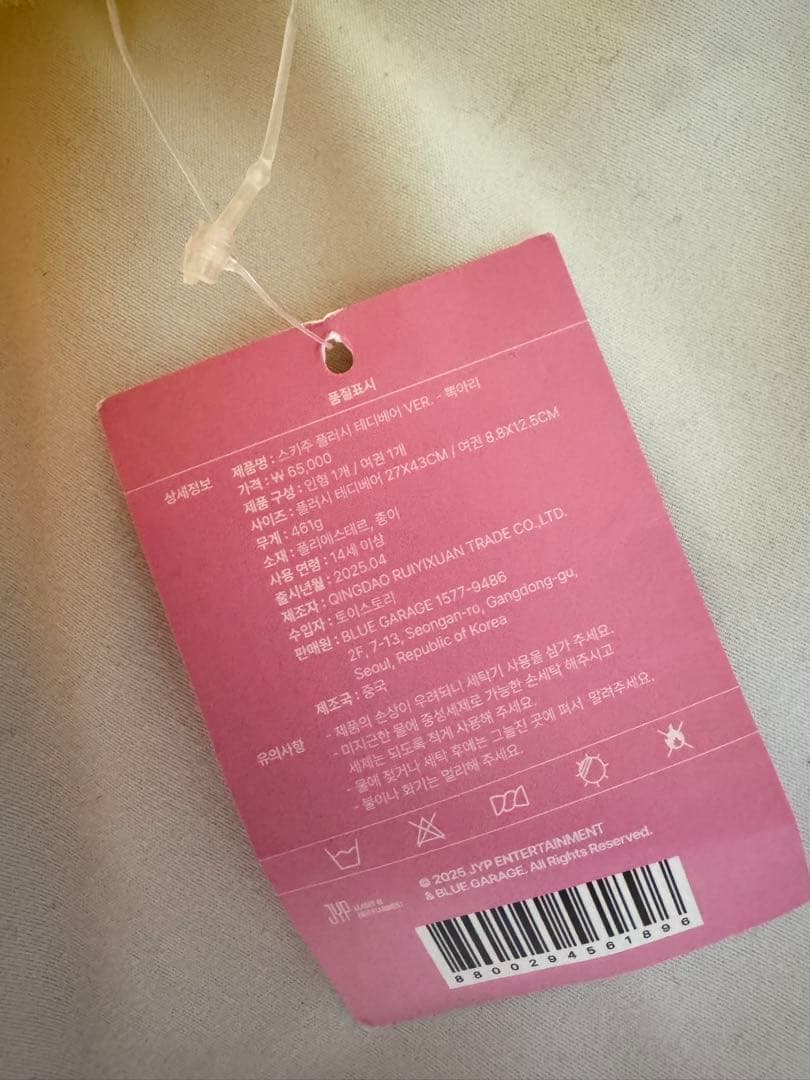 품질표시
상세정보
제품명 : 스키주 플러시 테디베어 VER. - 뽁아리
가격 : ₩ 65,000
제품 구성 : 인형 1개 / 여권 1개
사이즈 : 플러시 테디베어 27X43CM / 여권 8.8X12.5CM
무게 : 461g
소재 : 폴리에스테르, 종이
사용 연령 : 14세 이상
출시년월 : 2025.04
제조자 : QINGDAO RUIYIXUAN TRADE CO.,LTD.
수입자 : 토이스토리
판매원 : BLUE GARAGE 1577-9486
2F, 7-13, Seongan-ro, Gangdong-gu,
Seoul, Republic of Korea
제조국 : 중국
유의사항
- 제품의 손상이 우려되니 세탁기 사용을 삼가 주세요.
- 미지근한 물에 중성세제로 가능한 손세탁 해주시고
세제는 되도록 적게 사용해 주세요.
- 물에 젖거나 세탁 후에는 그늘진 곳에 펴서 말려주세요.
- 불이나 화기는 멀리해 주세요.
JYP LEADER IN
ENTERTAINMENT
© 2025 JYP ENTERTAINMENT
& BLUE GARAGE. All Rights Reserved.
8800294561896